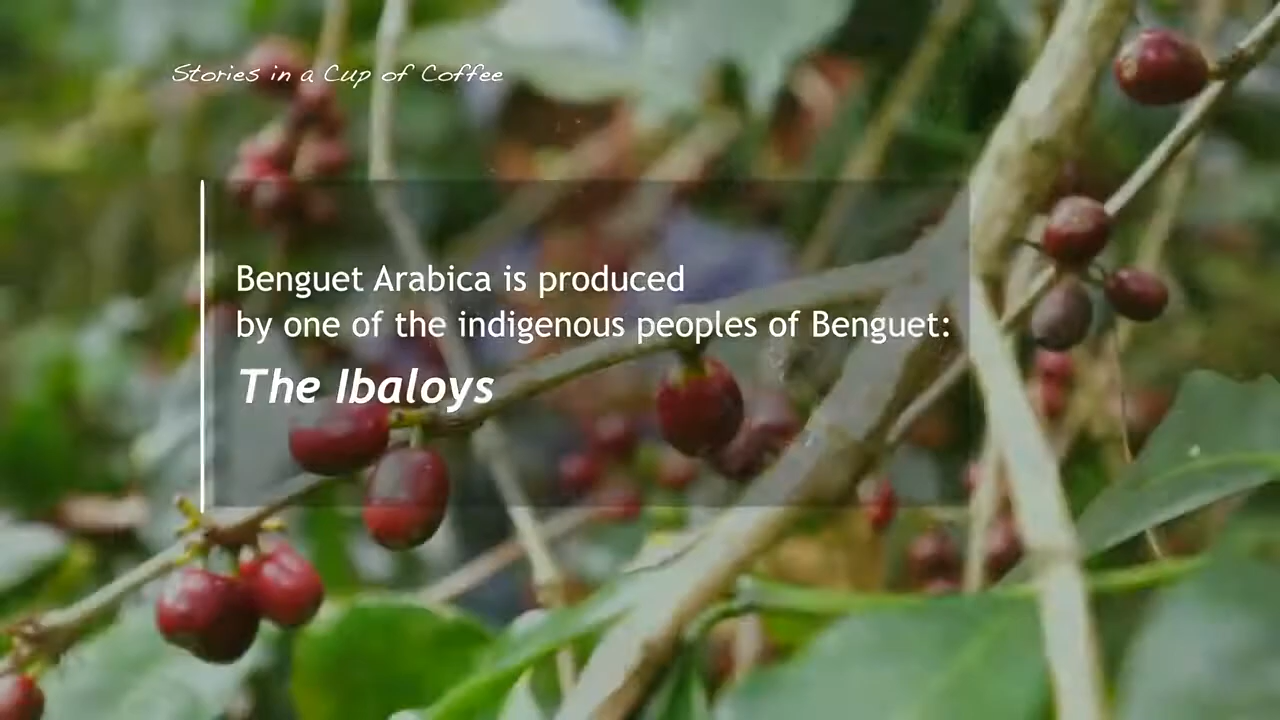 Stories in a Cup of Coffee
Benguet Arabica is produced
by one of the indigenous peoples of Benguet:
The Ibaloys